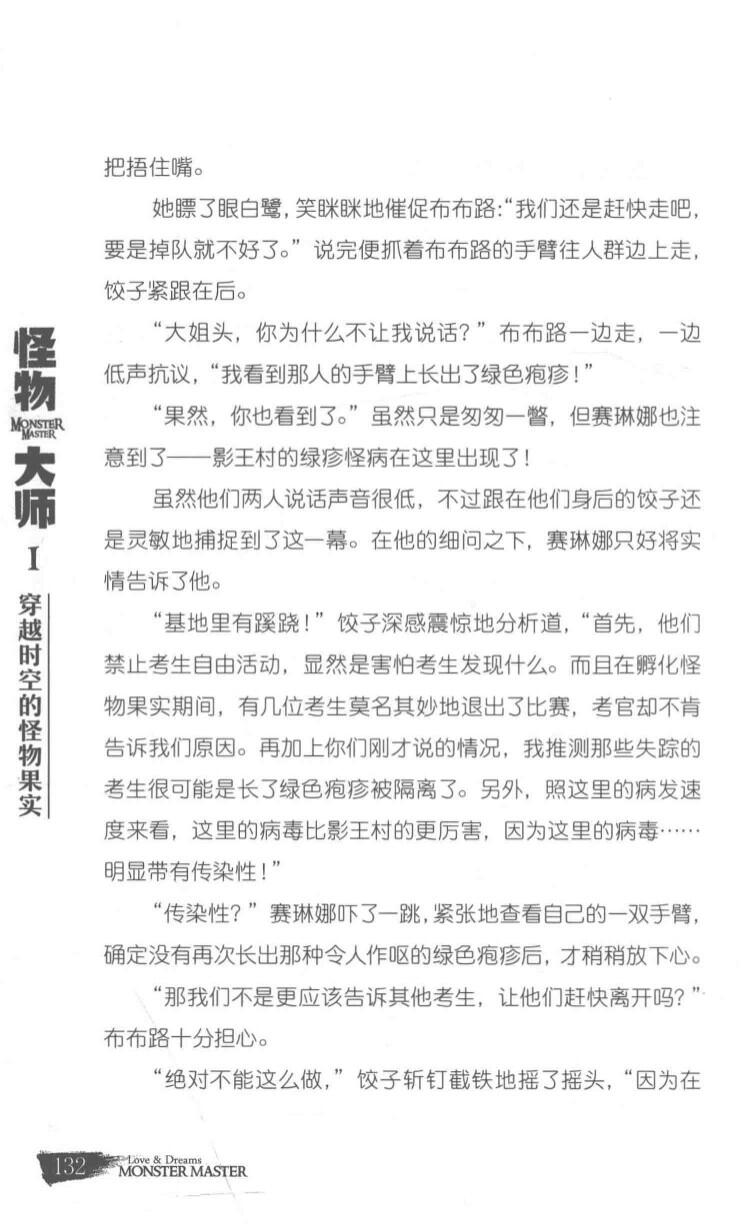 把捂住嘴。
她瞟了眼白鹭，笑眯眯地催促布布路：“我们还是赶快走吧，
要是掉队就不好了。”说完便抓着布布路的手臂往人群边上走，
饺子紧跟在后。
“大姐头，你为什么不让我说话？”布布路一边走，一边
低声抗议，“我看到那人的手臂上长出了绿色疱疹！”
“果然，你也看到了。”虽然只是匆匆一瞥，但赛琳娜也注
意到了——影王村的绿疹怪病在这里出现了！
虽然他们两人说话声音很低，不过跟在他们身后的饺子还
是灵敏地捕捉到了这一幕。在他的细问之下，赛琳娜只好将实
情告诉了他。
“基地里有蹊跷！”饺子深感震惊地分析道，“首先，他们
禁止考生自由活动，显然是害怕考生发现什么。而且在孵化怪
物果实期间，有几位考生莫名其妙地退出了比赛，考官却不肯
告诉我们原因。再加上你们刚才说的情况，我推测那些失踪的
考生很可能是长了绿色疱疹被隔离了。另外，照这里的病发速
度来看，这里的病毒比影王村的更厉害，因为这里的病毒……
明显带有传染性！”
“传染性？”赛琳娜吓了一跳，紧张地查看自己的一双手臂，
确定没有再次长出那种令人作呕的绿色疱疹后，才稍稍放下心。
“那我们不是更应该告诉其他考生，让他们赶快离开吗？”
布布路十分担心。
“绝对不能这么做，”饺子斩钉截铁地摇了摇头，“因为在
怪物
MONSTER
MASTER
大师
I
穿越时空的怪物果实
132
Love & Dreams
MONSTER MASTER